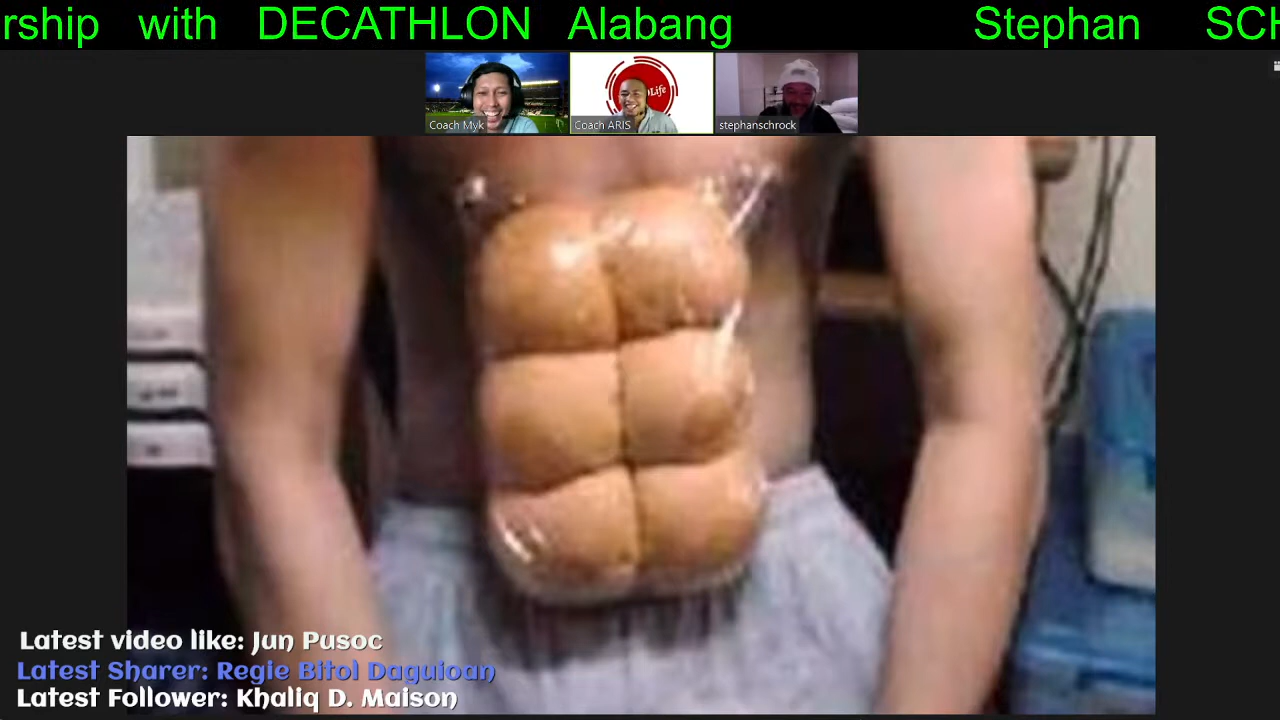 rship with DECATHLON Alabang Stephan SCH
Life
Coach Myk
Coach ARIS
stephanschrock
Latest video like: Jun Pusoc
Latest Sharer: Regie Bitol Daguioan
Latest Follower: Khaliq D. Maison